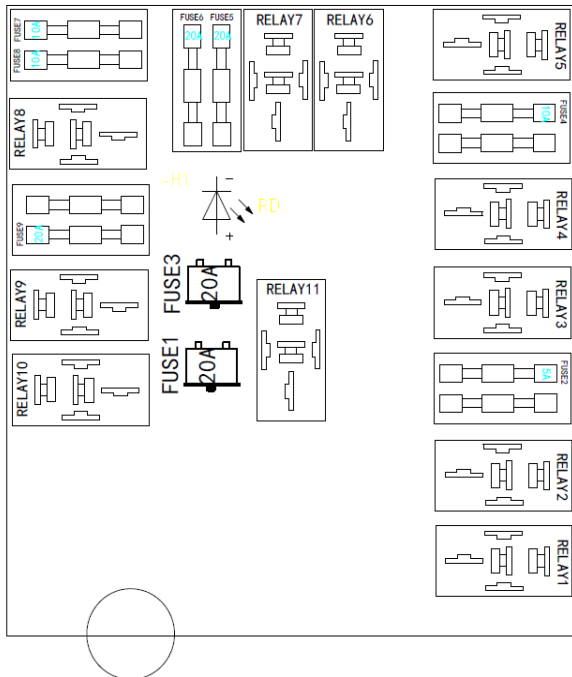 FUSE7
10A
FUSE8
10A
FUSE6
FUSE5
20A
20A
RELAY7
RELAY6
RELAY5
RELAY8
FUSE4
10A
-H1
-
RD
+
FUSE9
20A
RELAY4
RELAY9
FUSE3
20A
RELAY11
RELAY3
RELAY10
FUSE1
20A
FUSE2
5A
RELAY2
RELAY1